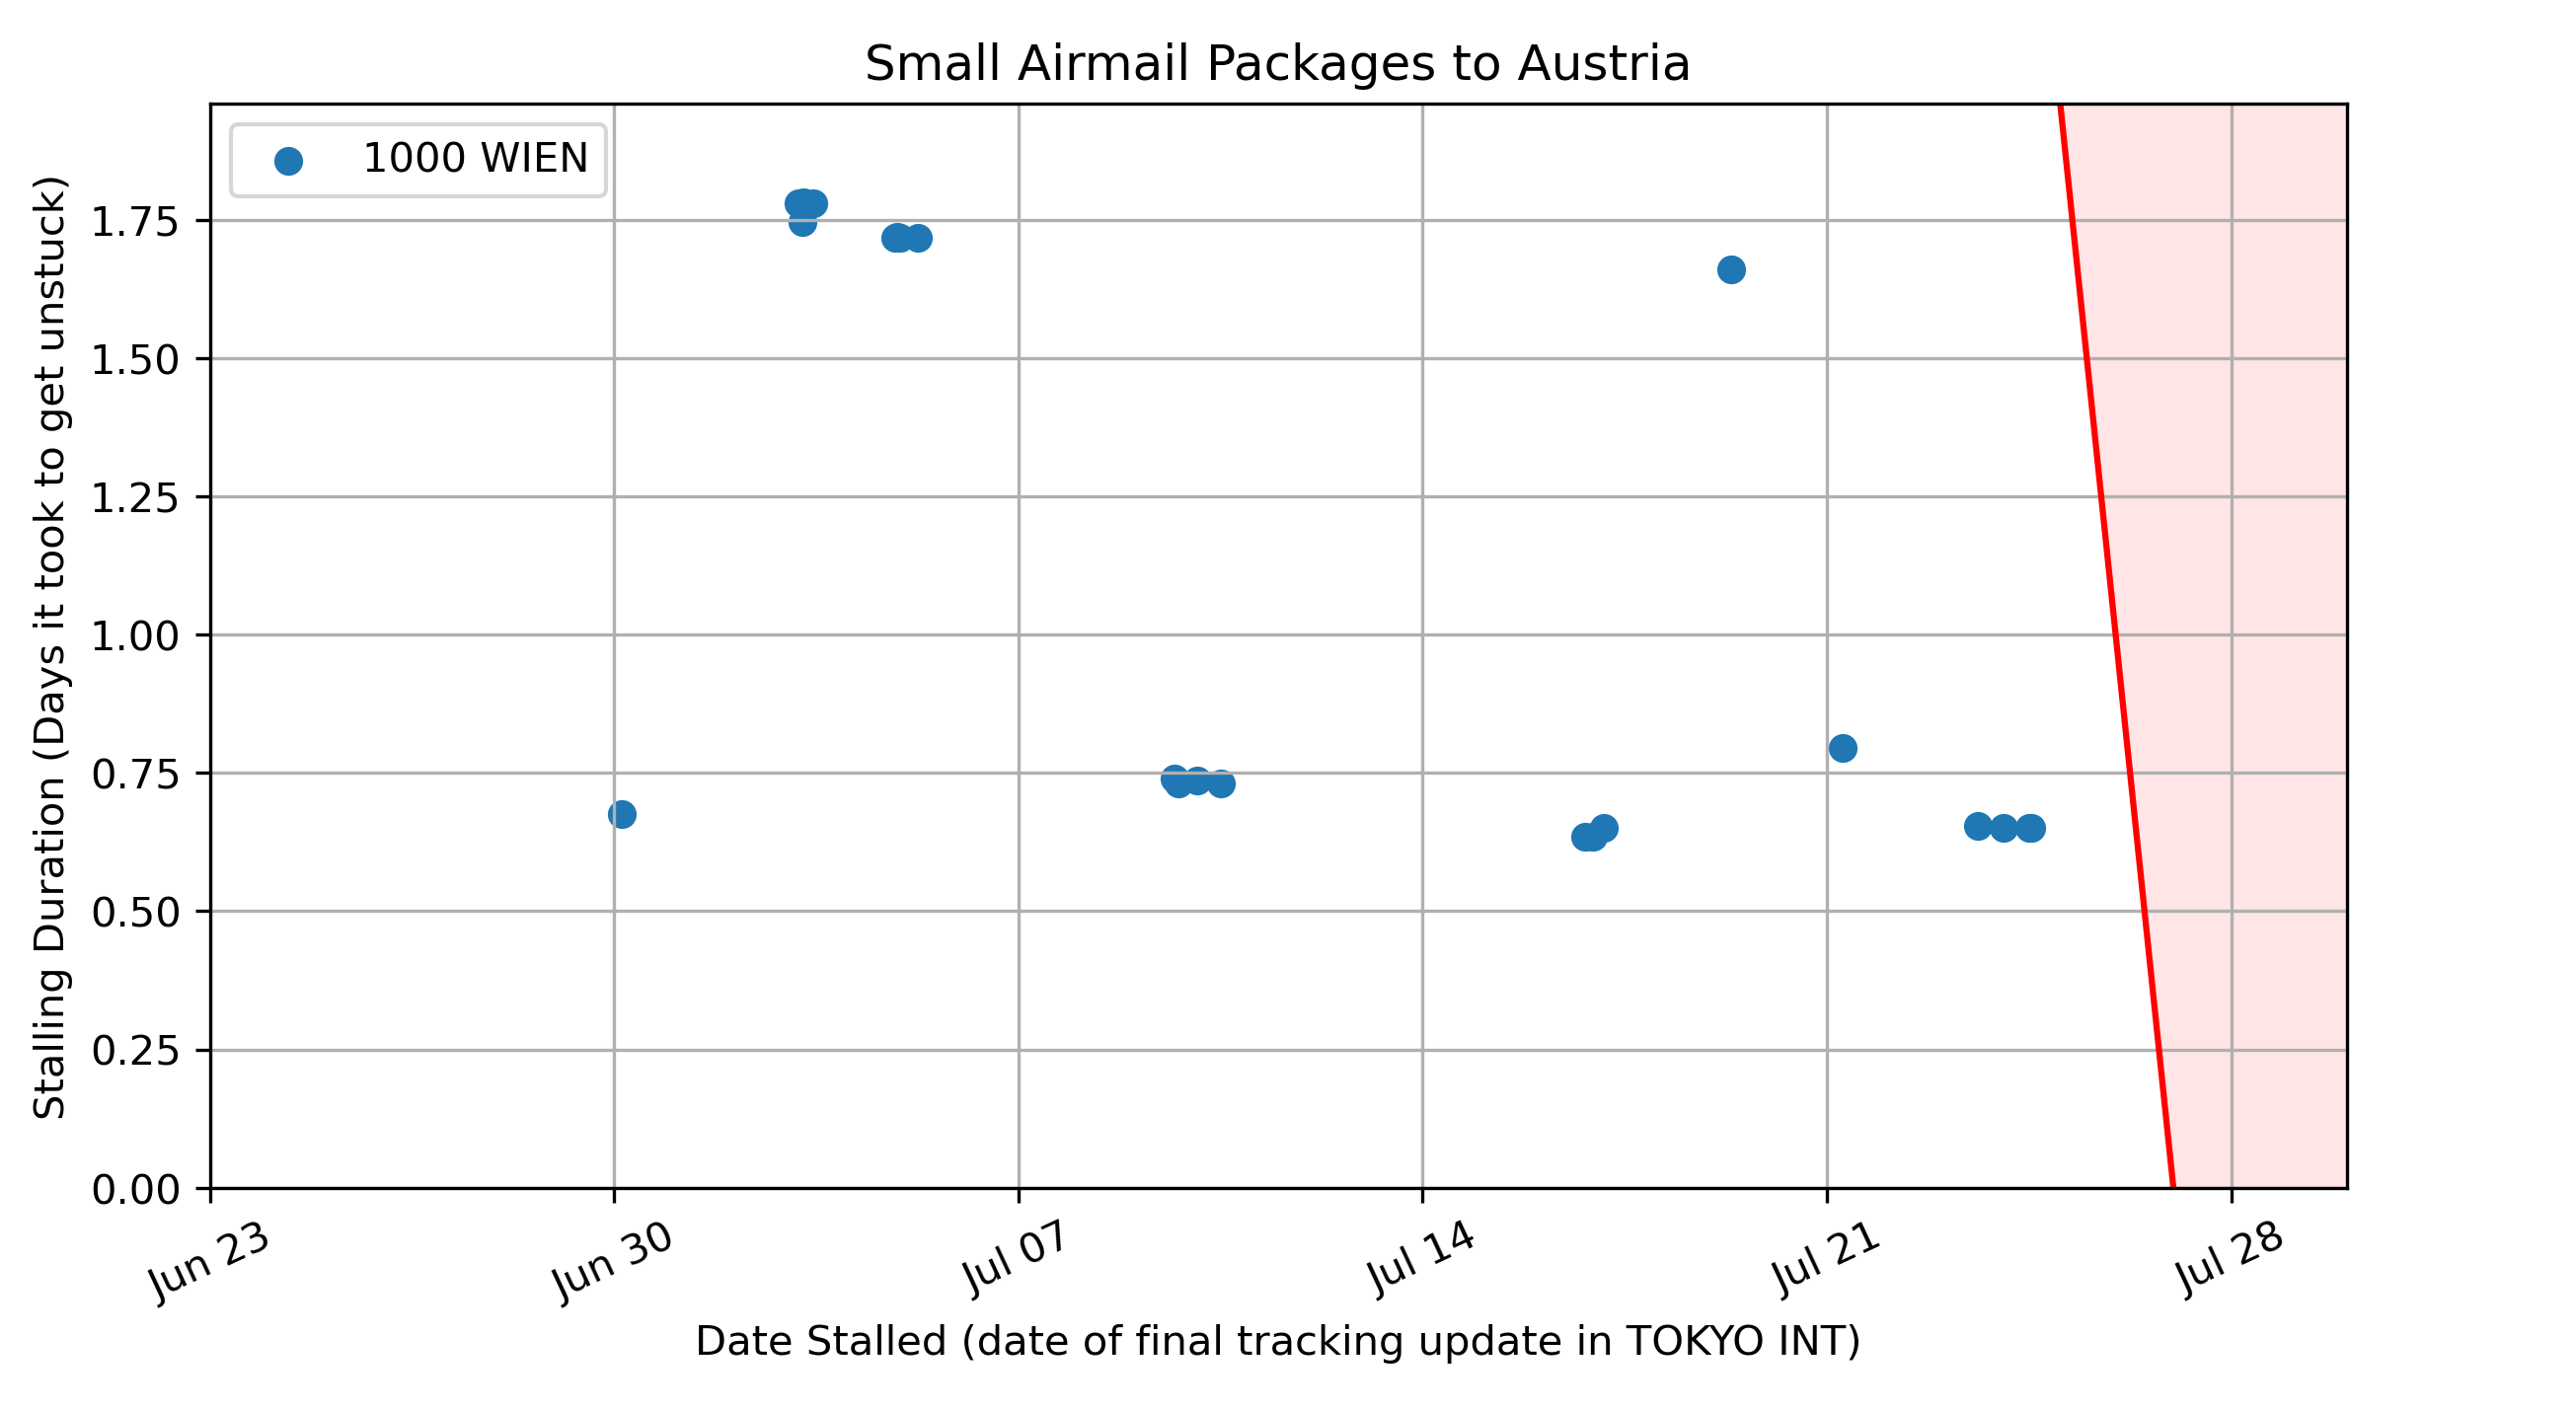 Small Airmail Packages to Austria
1000 WIEN
Stalling Duration (Days it took to get unstuck)
1.75
1.50
1.25
1.00
0.75
0.50
0.25
0.00
Jun 23
Jun 30
Jul 07
Jul 14
Jul 21
Jul 28
Date Stalled (date of final tracking update in TOKYO INT)